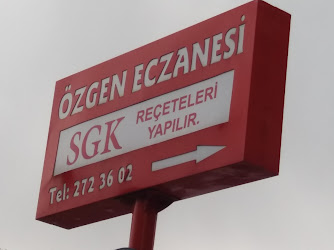 ÖZGEN ECZANESİ
SGK REÇETELERİ
YAPILIR.
Tel: 272 36 02